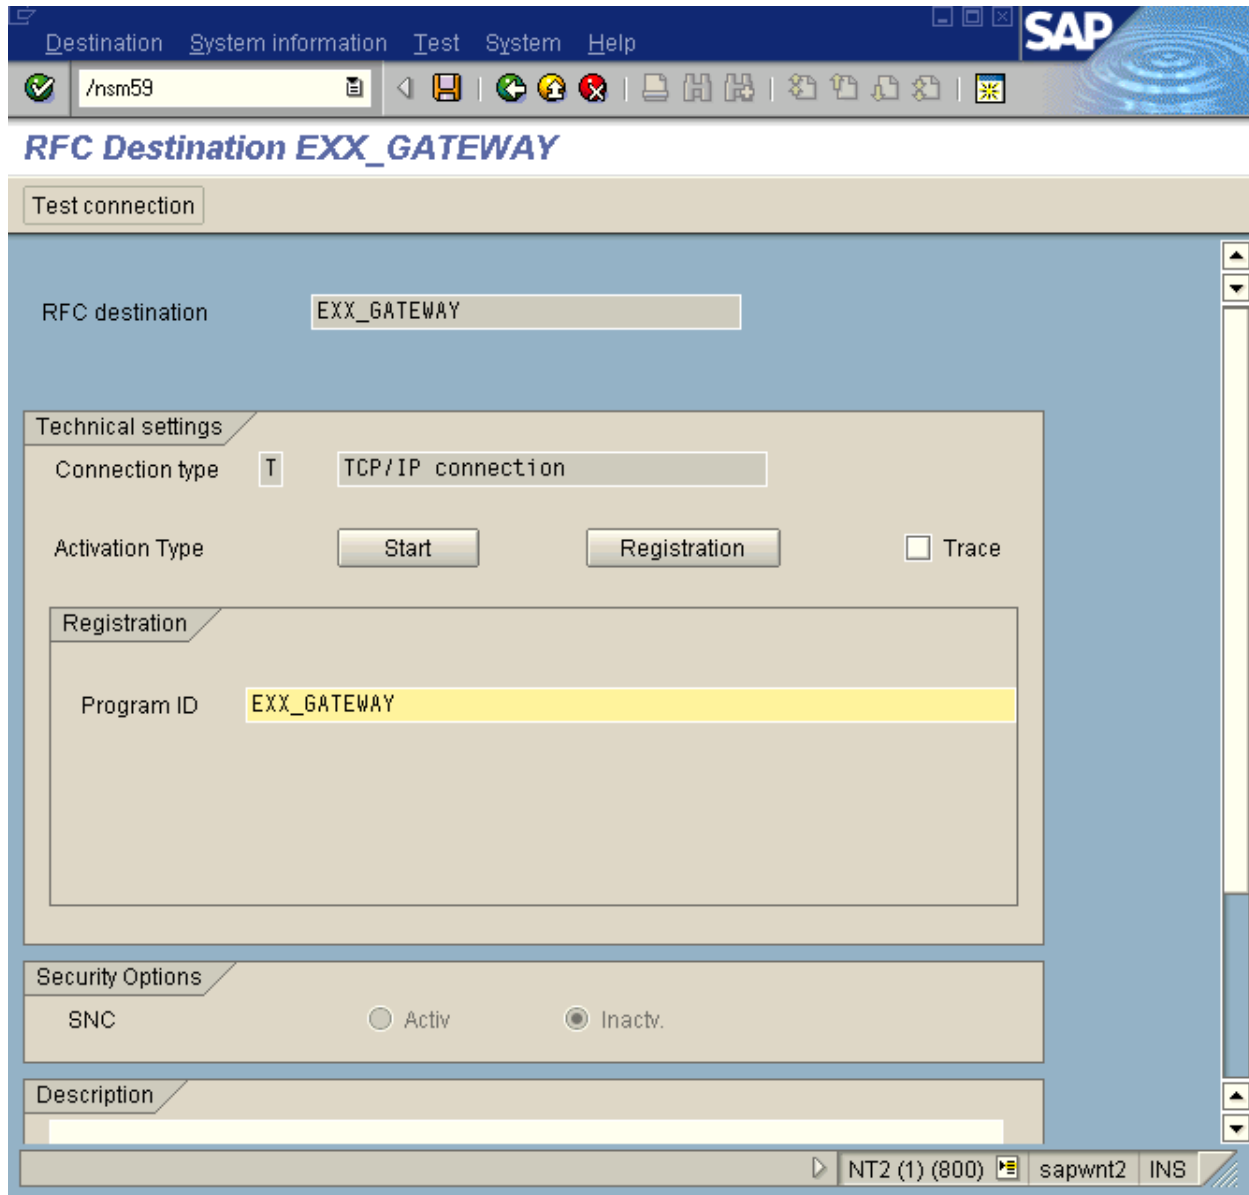 Destination System information Test System Help
SAP
/nsm59
RFC Destination EXX_GATEWAY
Test connection
RFC destination EXX_GATEWAY
Technical settings
Connection type T TCP/IP connection
Activation Type Start Registration Trace
Registration
Program ID EXX_GATEWAY
Security Options
SNC Activ Inactv.
Description
NT2 (1) (800) sapwnt2 INS